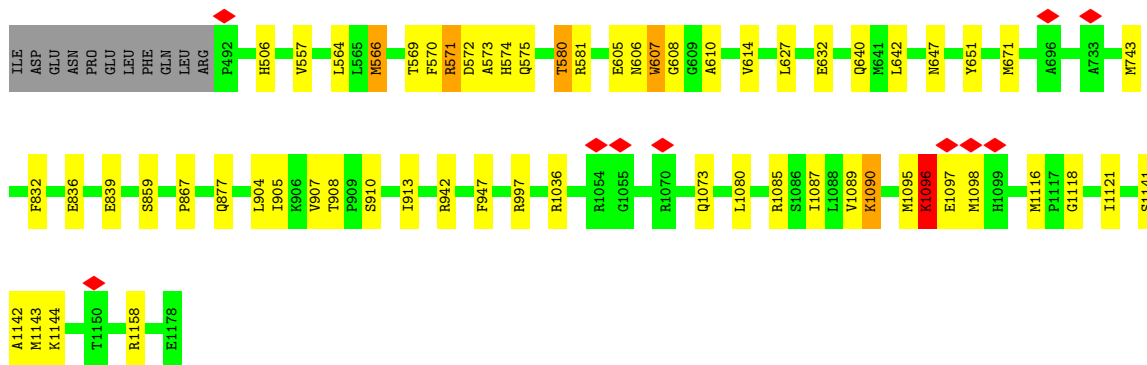 ILE ASP GLU ASN PRO GLU LEU PHE GLN LEU ARG P492 H506 V557 L564 L565 M566 T569 F570 R571 D572 A573 H574 Q575 T580 R581 E605 N606 W607 G608 G609 A610 V614 L627 E632 Q640 M641 L642 N647 Y651 M671 A696 A733 M743
F832 E836 E839 S859 P867 Q877 L904 I905 K906 V907 T908 P909 S910 I913 R942 F947 R997 R1036 R1054 G1055 R1070 Q1073 L1080 R1085 S1086 I1087 L1088 V1089 K1090 M1095 K1096 E1097 M1098 H1099 M1116 P1117 G1118 I1121 S1141
A1142 M1143 K1144 T1150 R1158 E1178